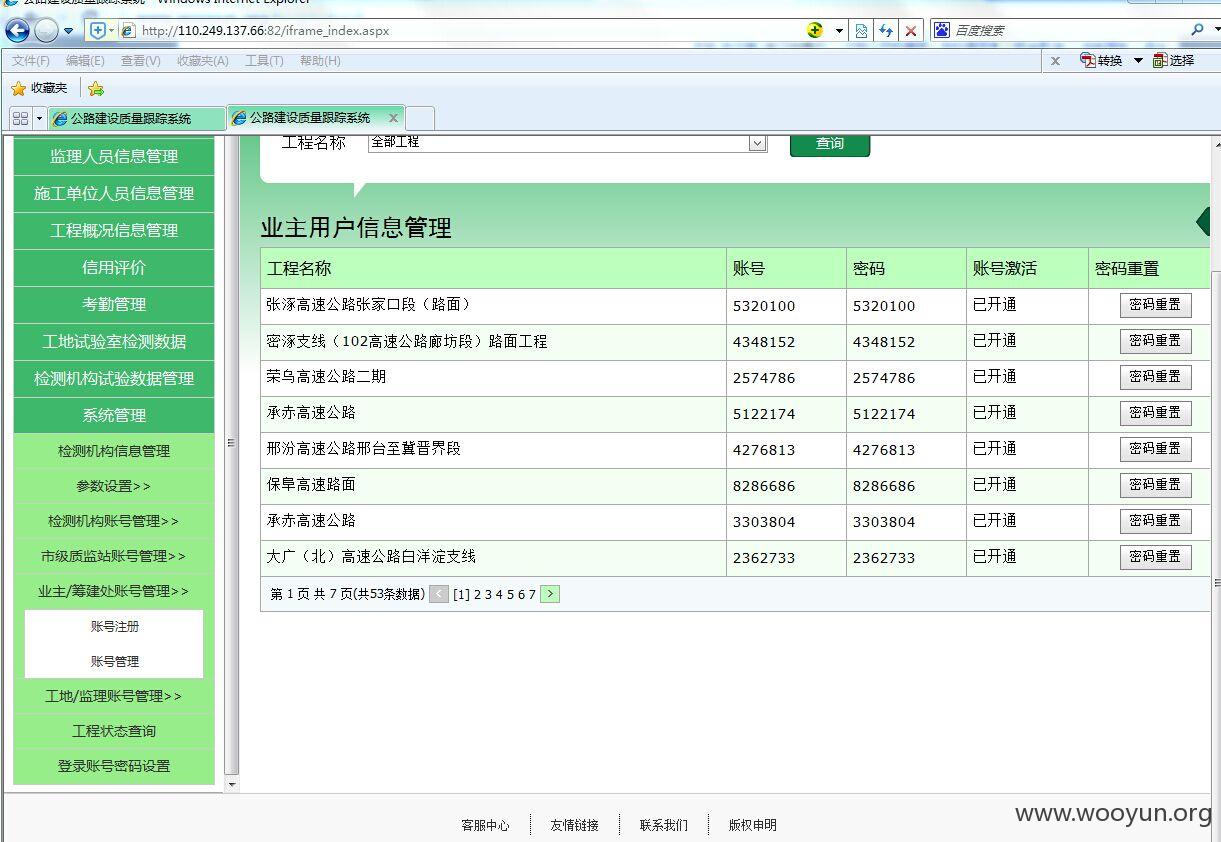 公路建设质量跟踪系统 - Windows Internet Explorer
http://110.249.137.66:82/iframe_index.aspx
百度搜索
文件(F) 编辑(E) 查看(V) 收藏夹(A) 工具(T) 帮助(H)
x 转换 选择
收藏夹
公路建设质量跟踪系统 公路建设质量跟踪系统 x
监理人员信息管理
施工单位人员信息管理
工程概况信息管理
信用评价
考勤管理
工地试验室检测数据
检测机构试验数据管理
系统管理
检测机构信息管理
参数设置>>
检测机构账号管理>>
市级质监站账号管理>>
业主/筹建处账号管理>>
账号注册
账号管理
工地/监理账号管理>>
工程状态查询
登录账号密码设置
工程名称 全部工程 查询
业主用户信息管理
工程名称 账号 密码 账号激活 密码重置
张涿高速公路张家口段（路面） 5320100 5320100 已开通 密码重置
密涿支线（102高速公路廊坊段）路面工程 4348152 4348152 已开通 密码重置
荣乌高速公路二期 2574786 2574786 已开通 密码重置
承赤高速公路 5122174 5122174 已开通 密码重置
邢汾高速公路邢台至冀晋界段 4276813 4276813 已开通 密码重置
保阜高速路面 8286686 8286686 已开通 密码重置
承赤高速公路 3303804 3303804 已开通 密码重置
大广（北）高速公路白洋淀支线 2362733 2362733 已开通 密码重置
第 1 页 共 7 页(共53条数据) < [1] 2 3 4 5 6 7 >
客服中心 友情链接 联系我们 版权申明
www.wooyun.org